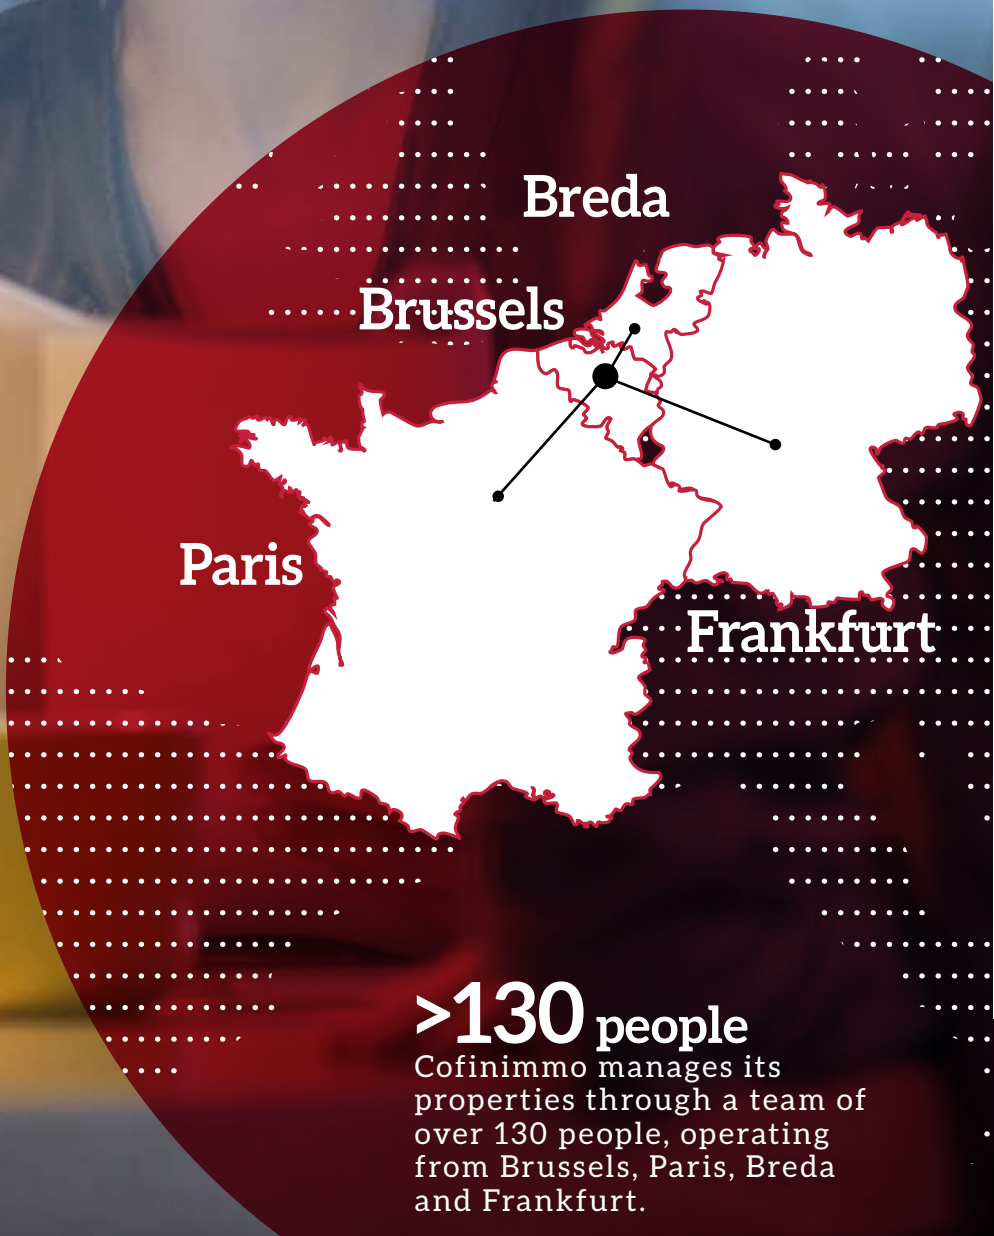 Breda
Brussels
Paris
Frankfurt
>130 people
Cofinimmo manages its
properties through a team of
over 130 people, operating
from Brussels, Paris, Breda
and Frankfurt.